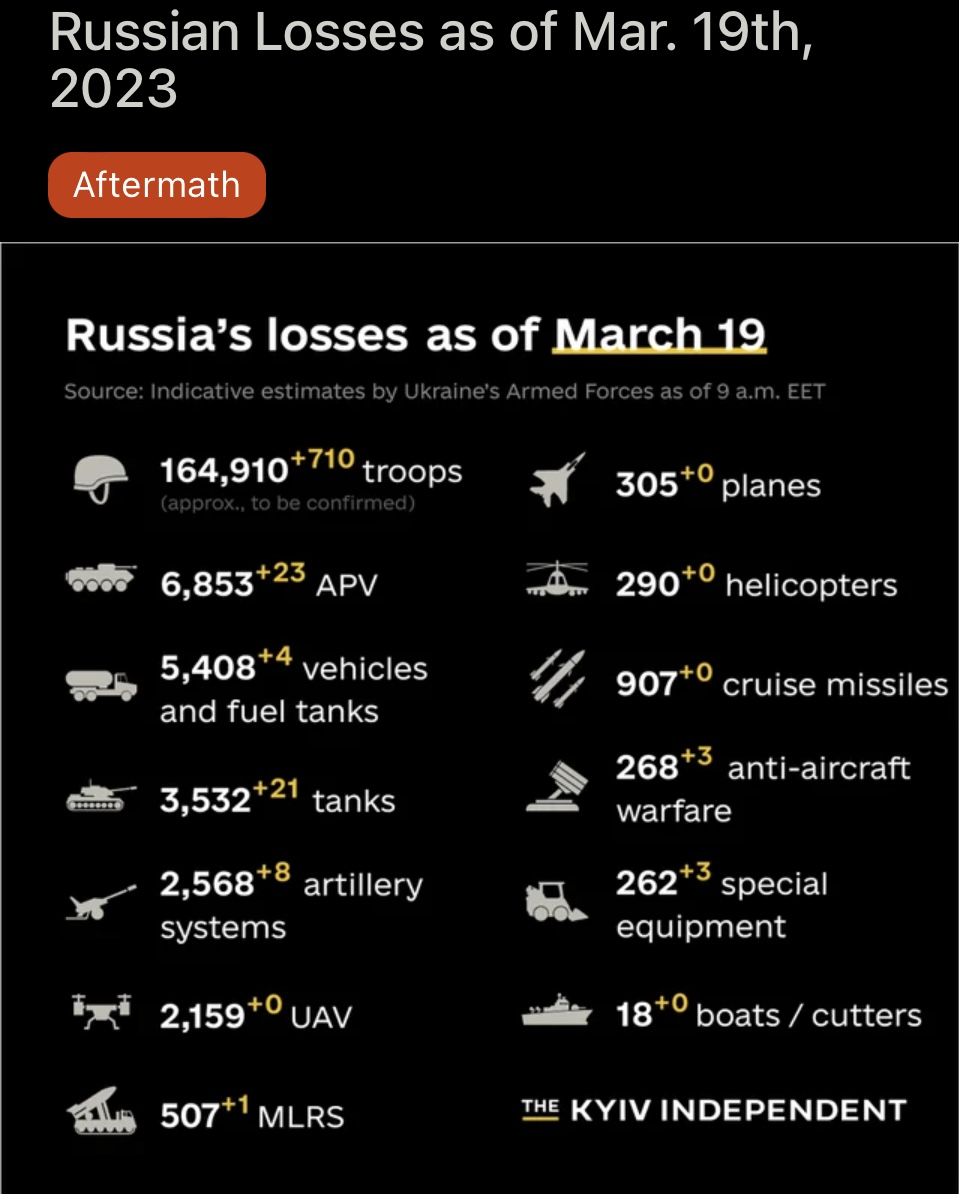 Russian Losses as of Mar. 19th,
2023
Aftermath
Russia's losses as of March 19
Source: Indicative estimates by Ukraine's Armed Forces as of 9 a.m. EET
164,910+710 troops
(approx., to be confirmed)
6,853+23 APV
5,408+4 vehicles
and fuel tanks
3,532+21 tanks
2,568+8 artillery
systems
2,159+0 UAV
507+1 MLRS
305+0 planes
290+0 helicopters
907+0 cruise missiles
268+3 anti-aircraft
warfare
262+3 special
equipment
18+0 boats / cutters
THE KYIV INDEPENDENT